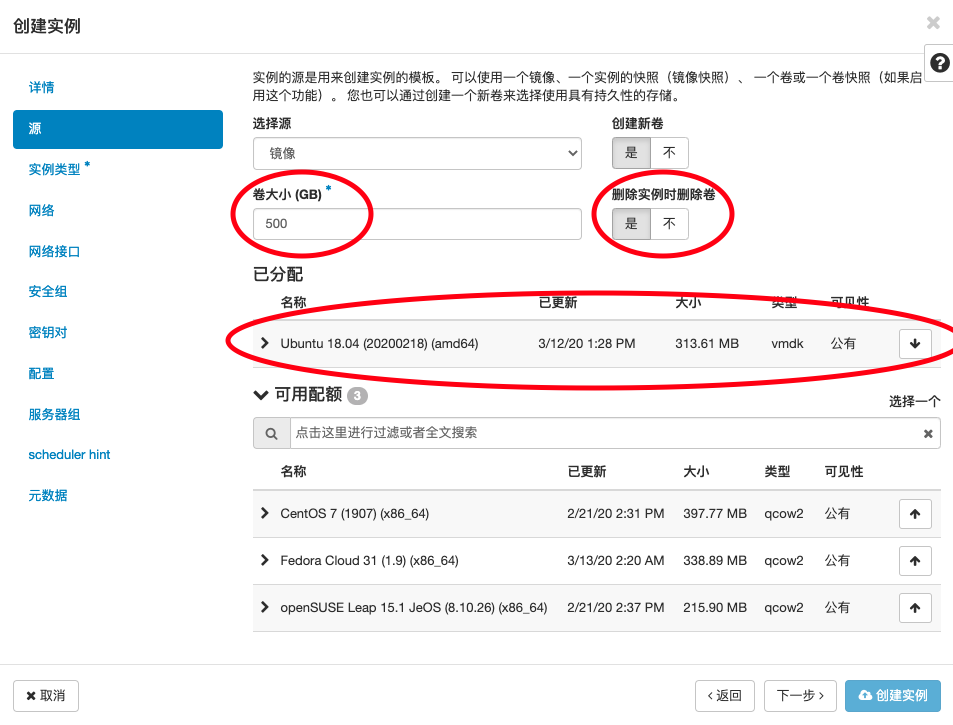 创建实例
详情
源
实例类型 *
网络
网络接口
安全组
密钥对
配置
服务器组
scheduler hint
元数据
实例的源是用来创建实例的模板。 可以使用一个镜像、一个实例的快照（镜像快照）、 一个卷或一个卷快照（如果启
用这个功能）。 您也可以通过创建一个新卷来选择使用具有持久性的存储。
选择源 创建新卷
镜像 是 不
卷大小 (GB) * 删除实例时删除卷
500 是 不
已分配
名称 已更新 大小 类型 可见性
Ubuntu 18.04 (20200218) (amd64) 3/12/20 1:28 PM 313.61 MB vmdk 公有
可用配额 3 选择一个
点击这里进行过滤或者全文搜索
名称 已更新 大小 类型 可见性
CentOS 7 (1907) (x86_64) 2/21/20 2:31 PM 397.77 MB qcow2 公有
Fedora Cloud 31 (1.9) (x86_64) 3/13/20 2:20 AM 338.89 MB qcow2 公有
openSUSE Leap 15.1 JeOS (8.10.26) (x86_64) 2/21/20 2:37 PM 215.90 MB qcow2 公有
取消 返回 下一步 创建实例